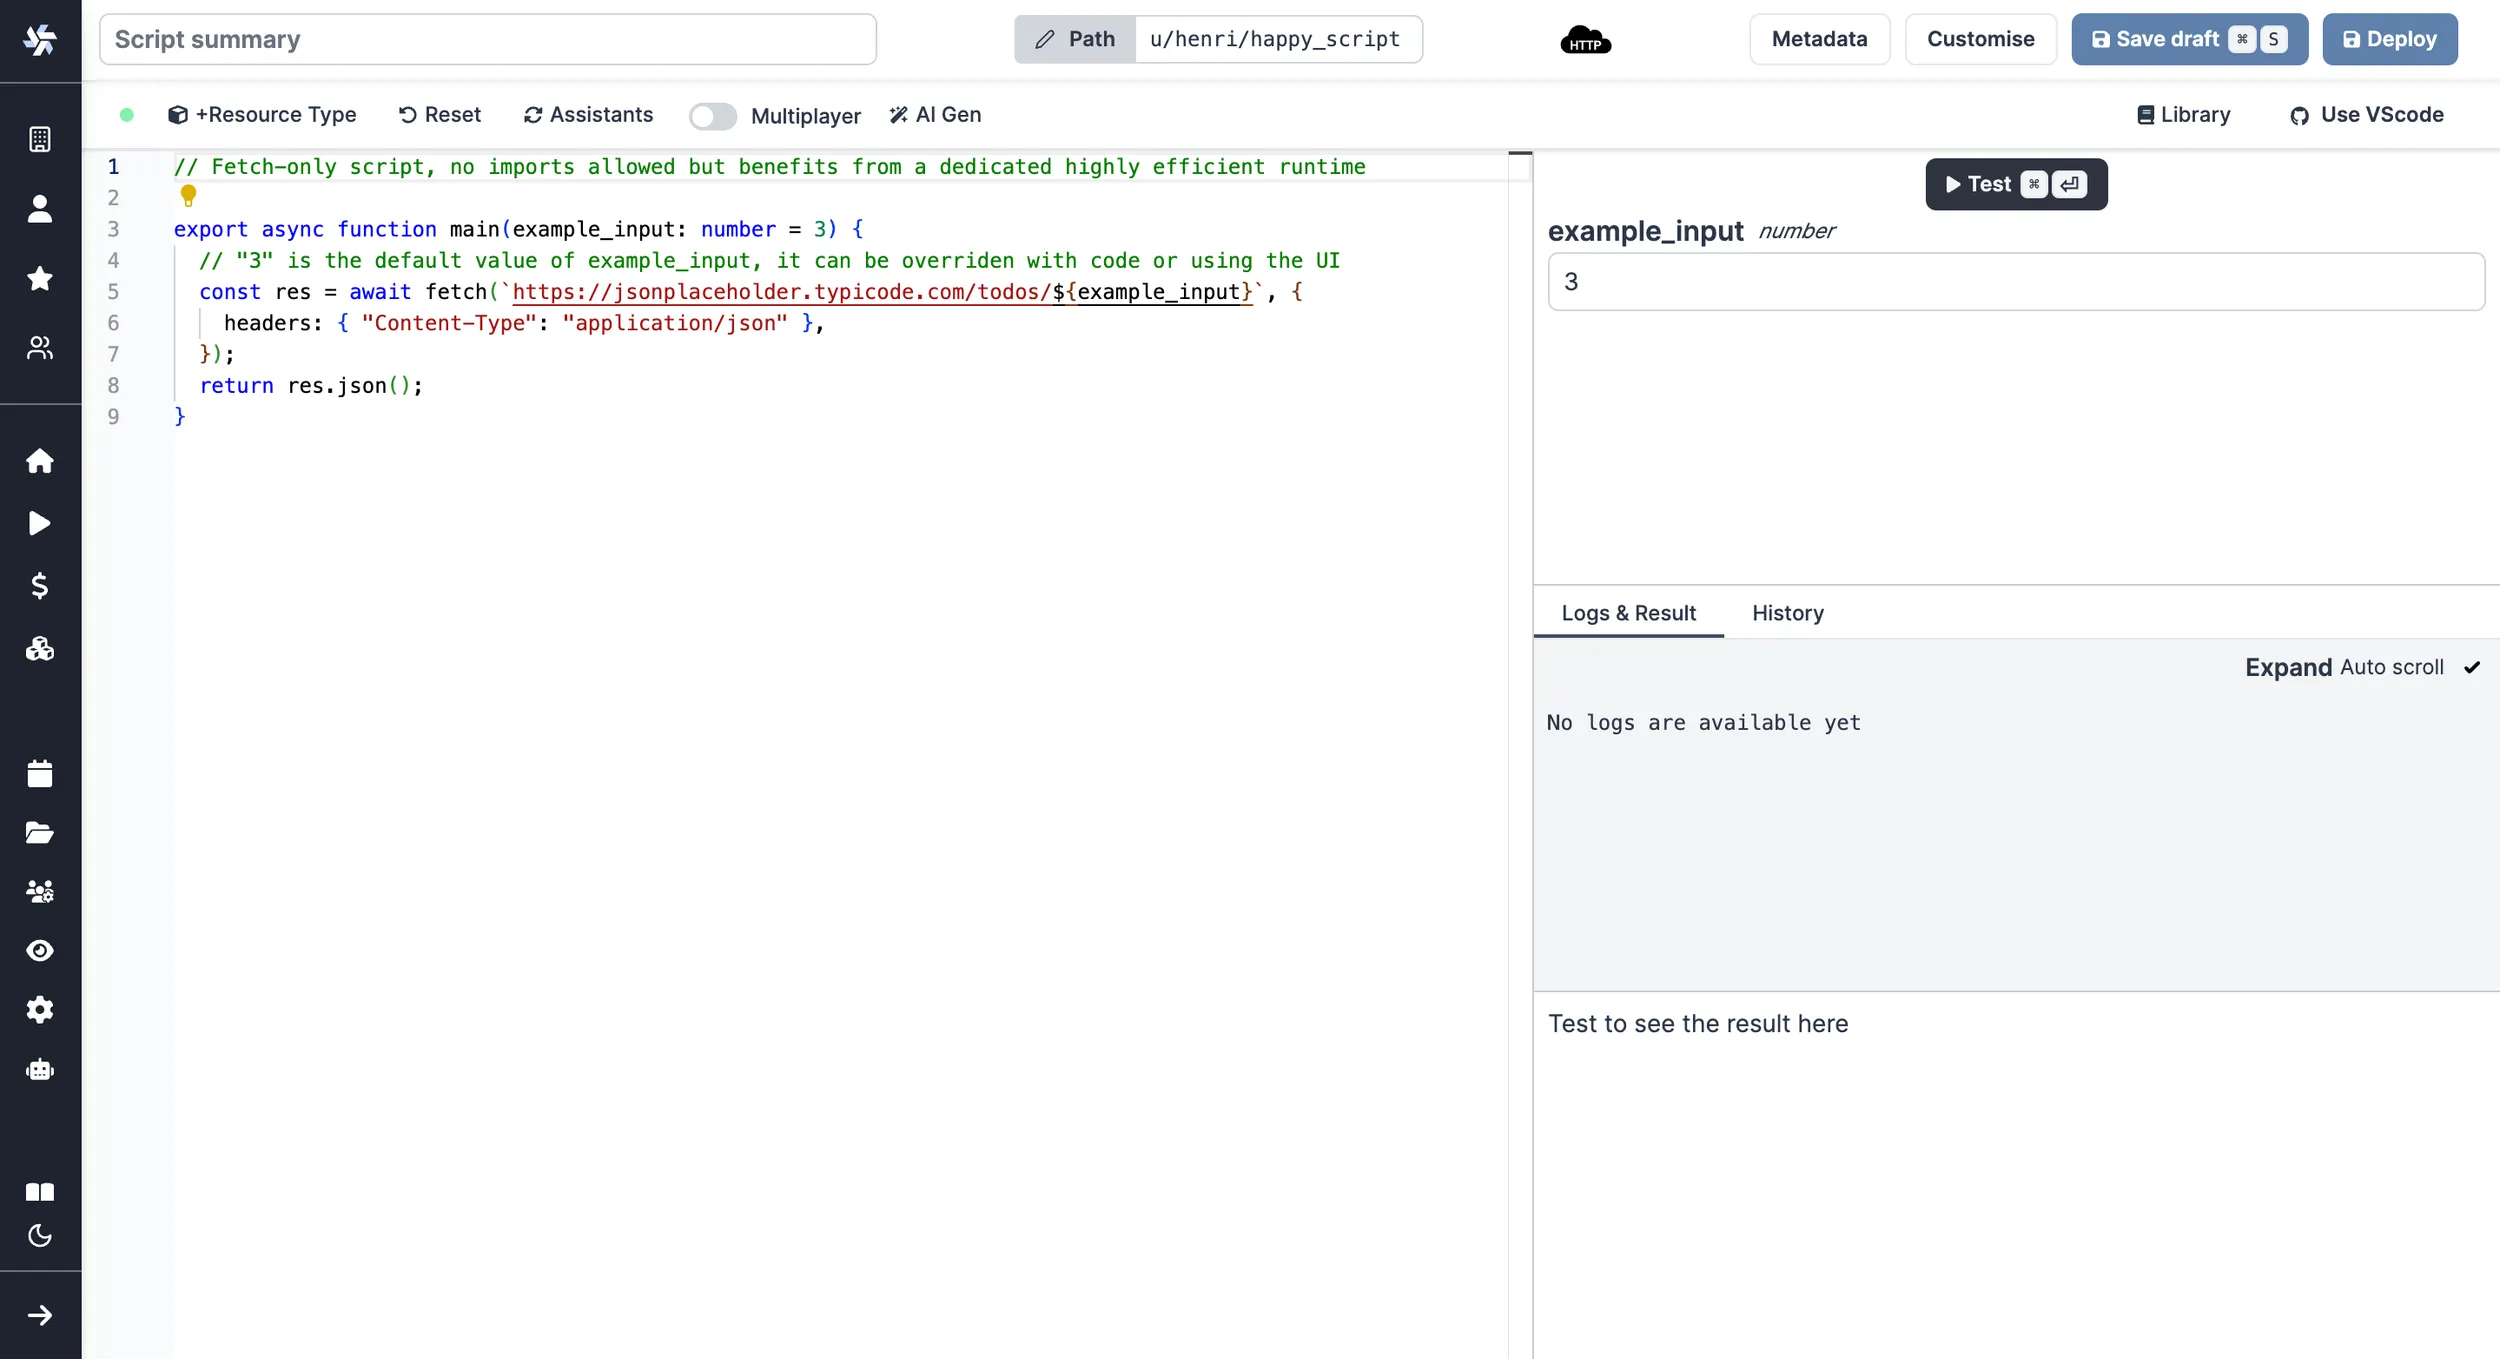 Script summary
Path u/henri/happy_script
HTTP
Metadata Customise Save draft ⌘ S Deploy
+Resource Type Reset Assistants Multiplayer AI Gen Library Use VScode
1 // Fetch-only script, no imports allowed but benefits from a dedicated highly efficient runtime
2
3 export async function main(example_input: number = 3) {
4 // "3" is the default value of example_input, it can be overriden with code or using the UI
5 const res = await fetch(`https://jsonplaceholder.typicode.com/todos/${example_input}`, {
6 headers: { "Content-Type": "application/json" },
7 });
8 return res.json();
9 }
Test ⌘ ⏎
example_input number
3
Logs & Result History
Expand Auto scroll
No logs are available yet
Test to see the result here